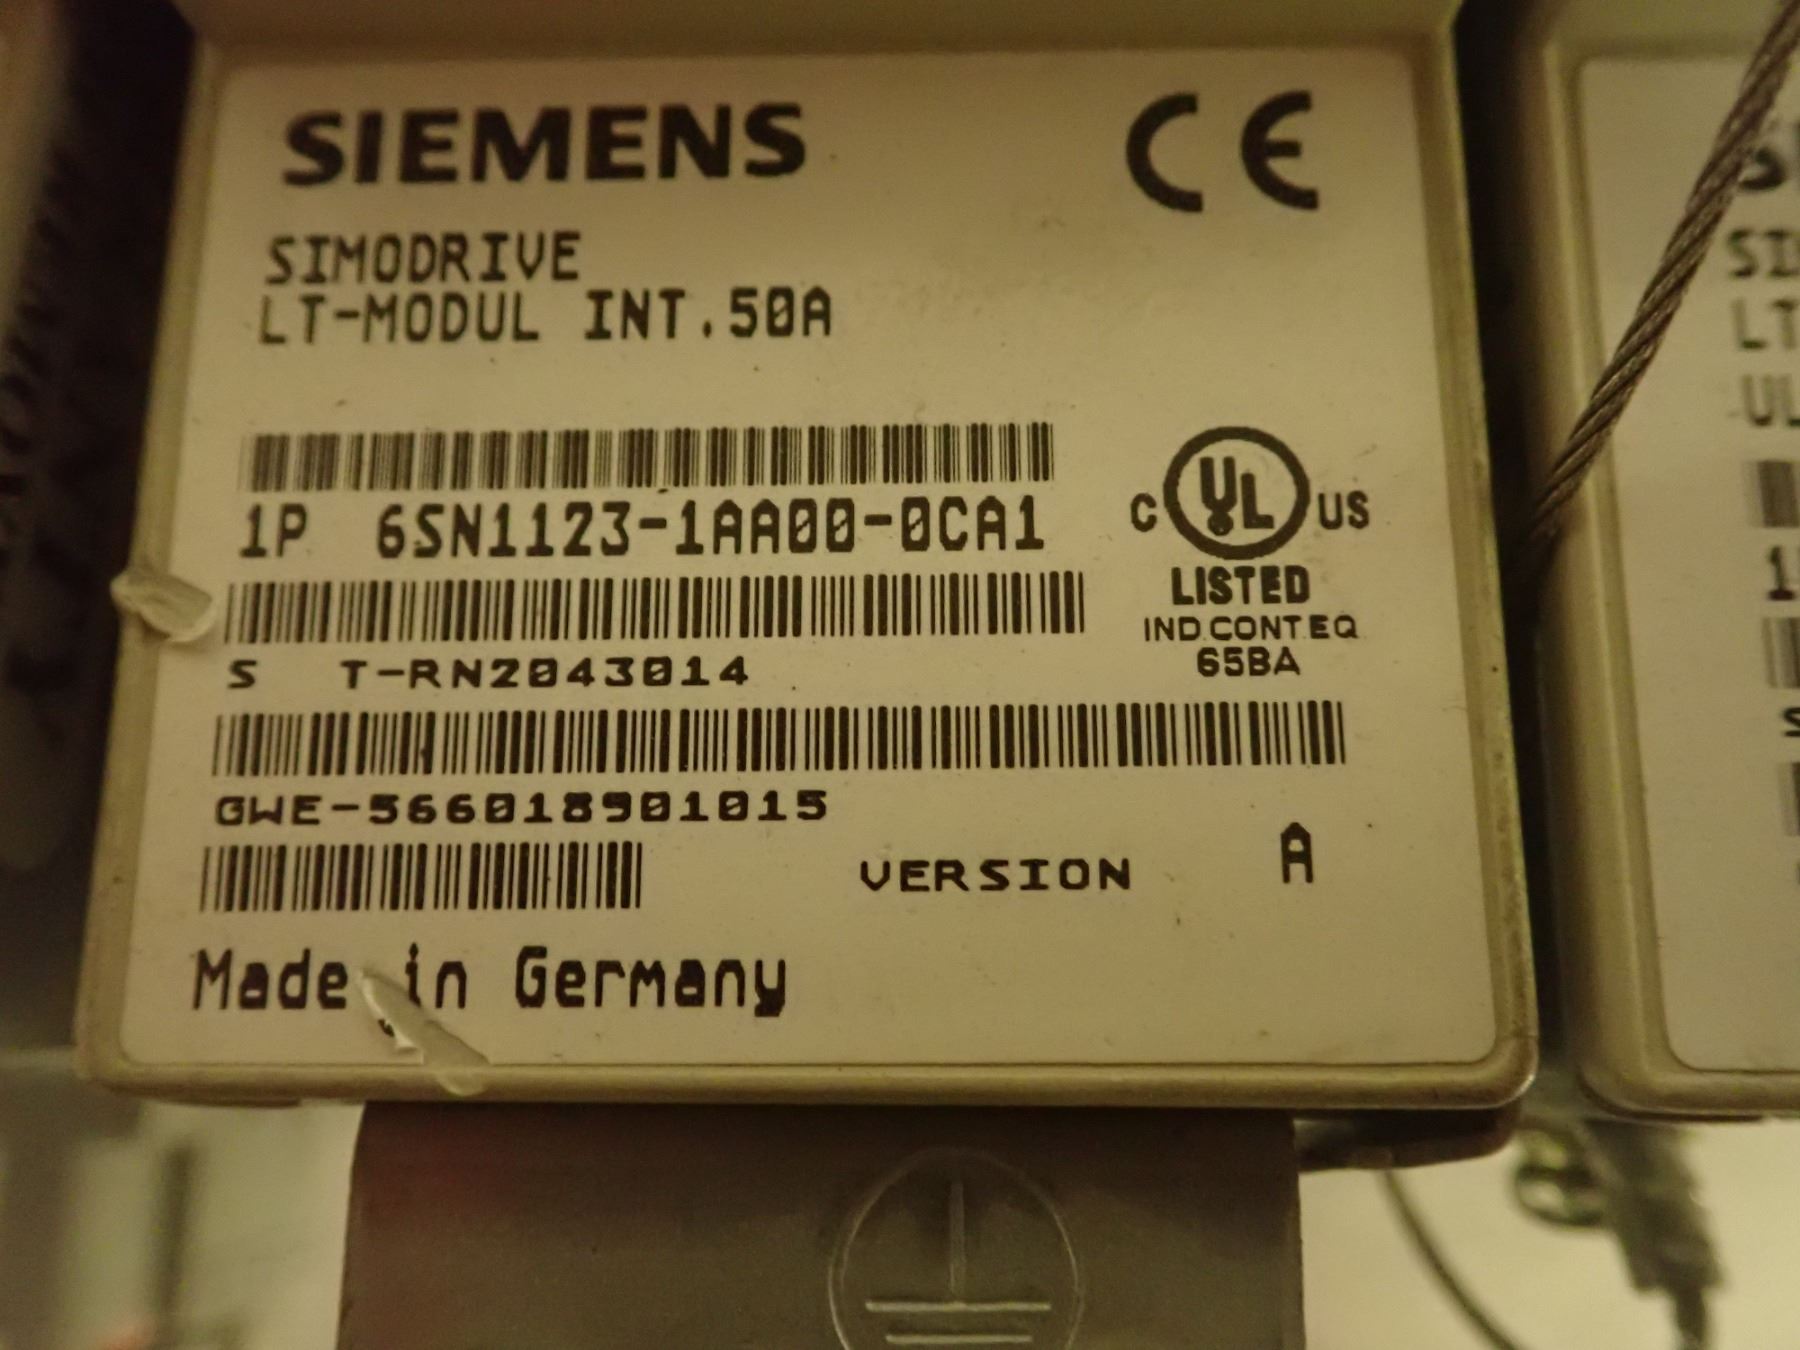 SIEMENS
CE
SIMODRIVE
LT-MODUL INT.50A
1P 6SN1123-1AA00-0CA1
C UL US
LISTED
IND.CONT.EQ
65BA
S T-RN2043014
GWE-566018901015
VERSION A
Made in Germany